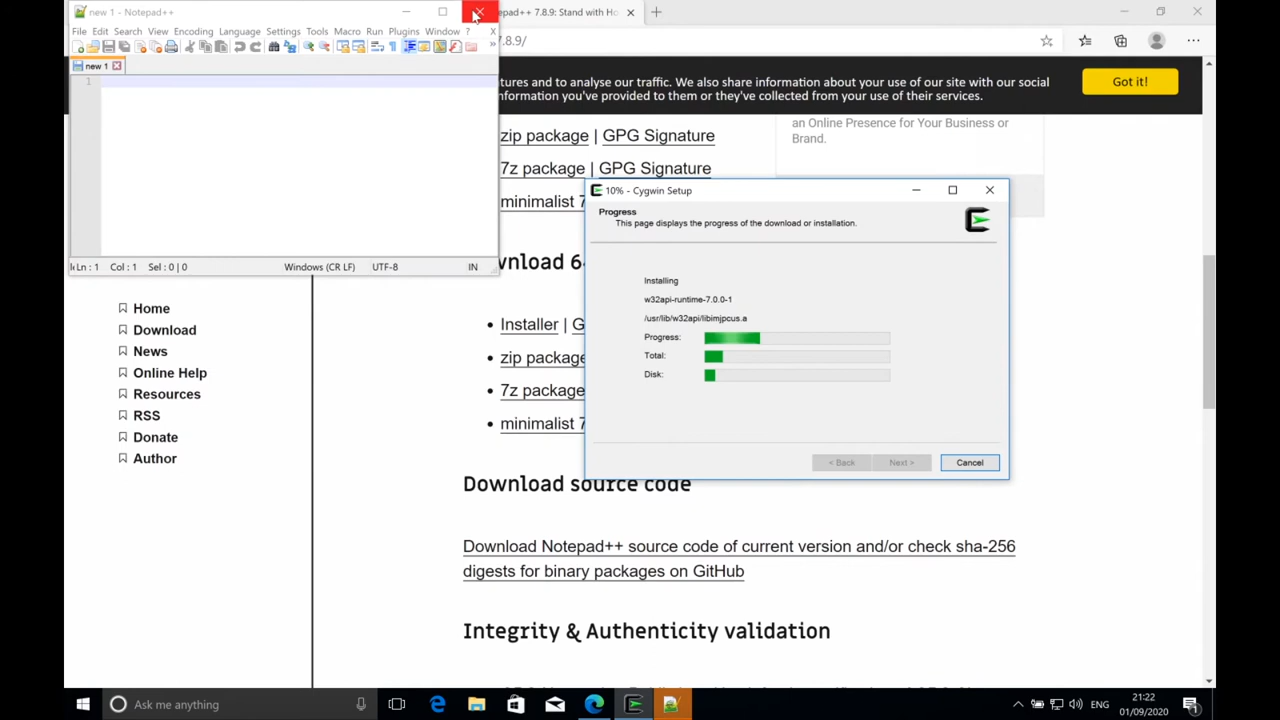 new 1 - Notepad++
File Edit Search View Encoding Language Settings Tools Macro Run Plugins Window ? X
new 1
1
Ln : 1 Col : 1 Sel : 0 | 0 Windows (CR LF) UTF-8 IN
epad++ 7.8.9: Stand with Ho
7.8.9/
tures and to analyse our traffic. We also share information about your use of our site with our social
nformation you've provided to them or they've collected from your use of their services.
Got it!
an Online Presence for Your Business or
Brand.
zip package | GPG Signature
7z package | GPG Signature
minimalist 7
wnload 6
Installer | G
zip package
7z package
minimalist 7
Home
Download
News
Online Help
Resources
RSS
Donate
Author
10% - Cygwin Setup
Progress
This page displays the progress of the download or installation.
Installing
w32api-runtime-7.0.0-1
/usr/lib/w32api/libimjpcus.a
Progress:
Total:
Disk:
< Back Next > Cancel
Download source code
Download Notepad++ source code of current version and/or check sha-256
digests for binary packages on GitHub
Integrity & Authenticity validation
Ask me anything
ENG
21:22
01/09/2020
1